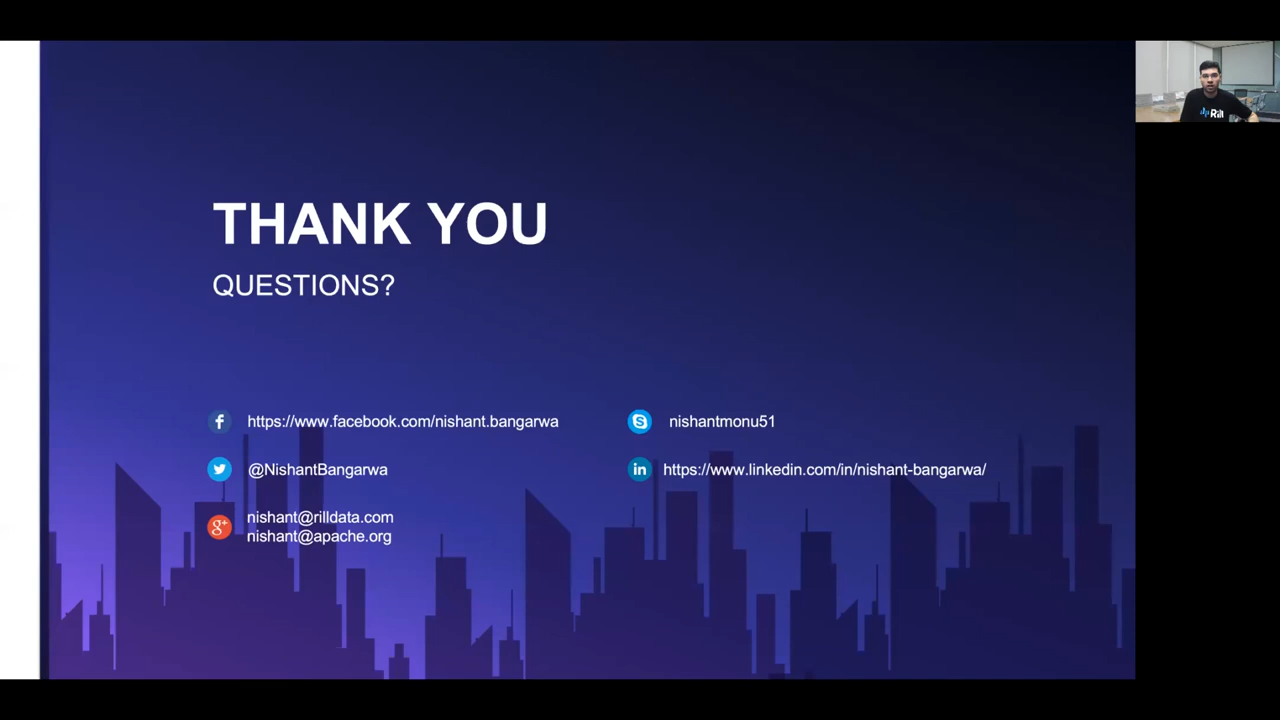 THANK YOU
QUESTIONS?
https://www.facebook.com/nishant.bangarwa
nishantmonu51
@NishantBangarwa
https://www.linkedin.com/in/nishant-bangarwa/
nishant@rilldata.com
nishant@apache.org
Rill